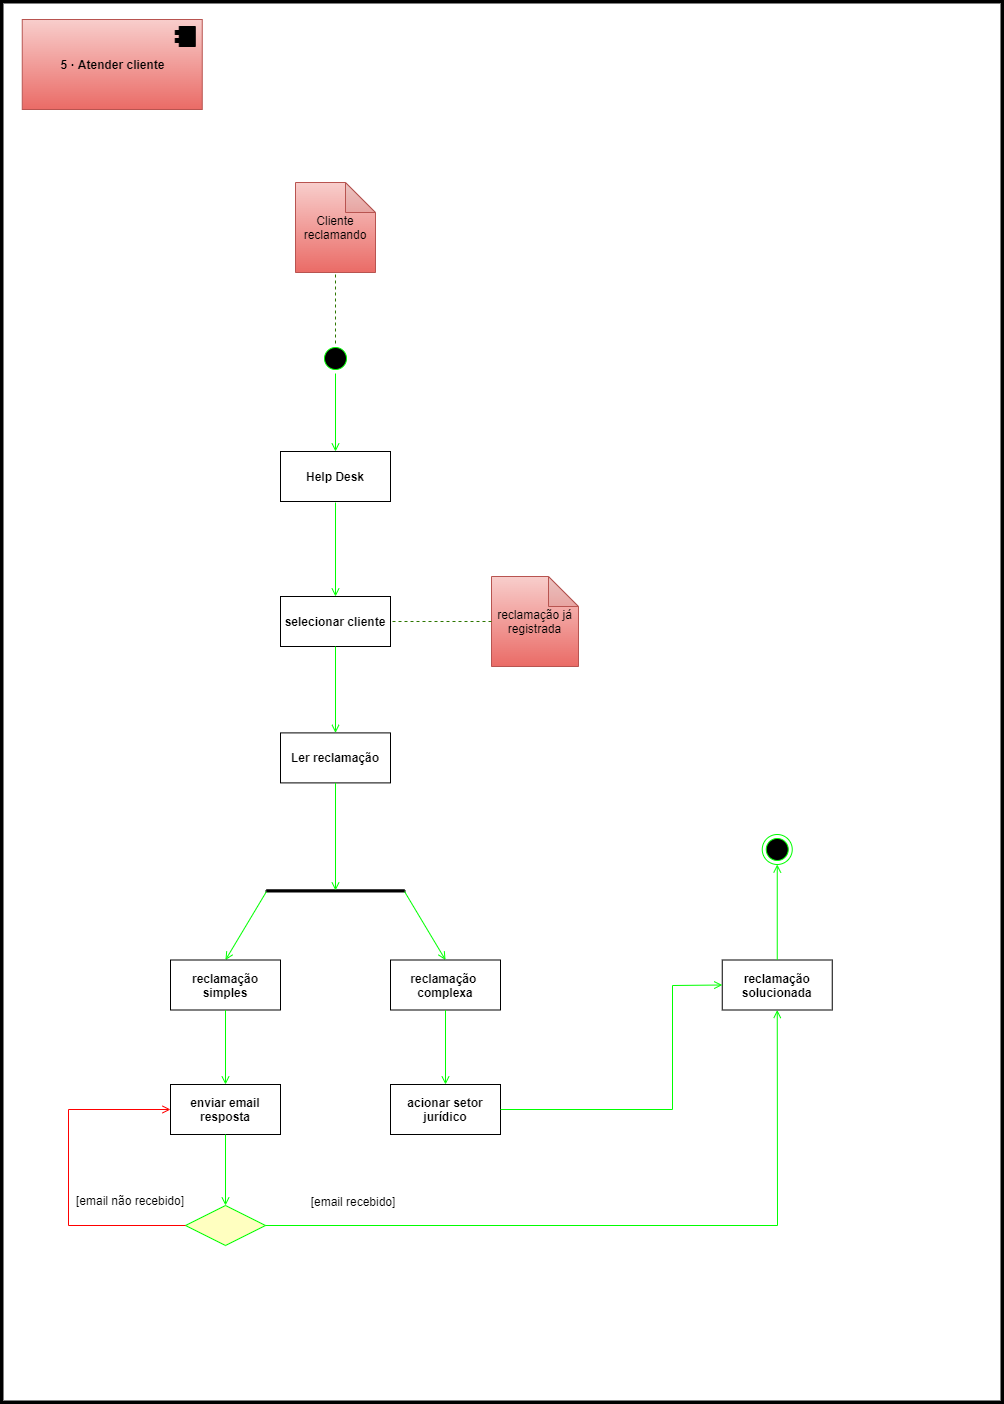 5 · Atender cliente
Cliente
reclamando
Help Desk
selecionar cliente
reclamação já
registrada
Ler reclamação
reclamação
simples
reclamação
complexa
reclamação
solucionada
enviar email
resposta
acionar setor
jurídico
[email não recebido]
[email recebido]